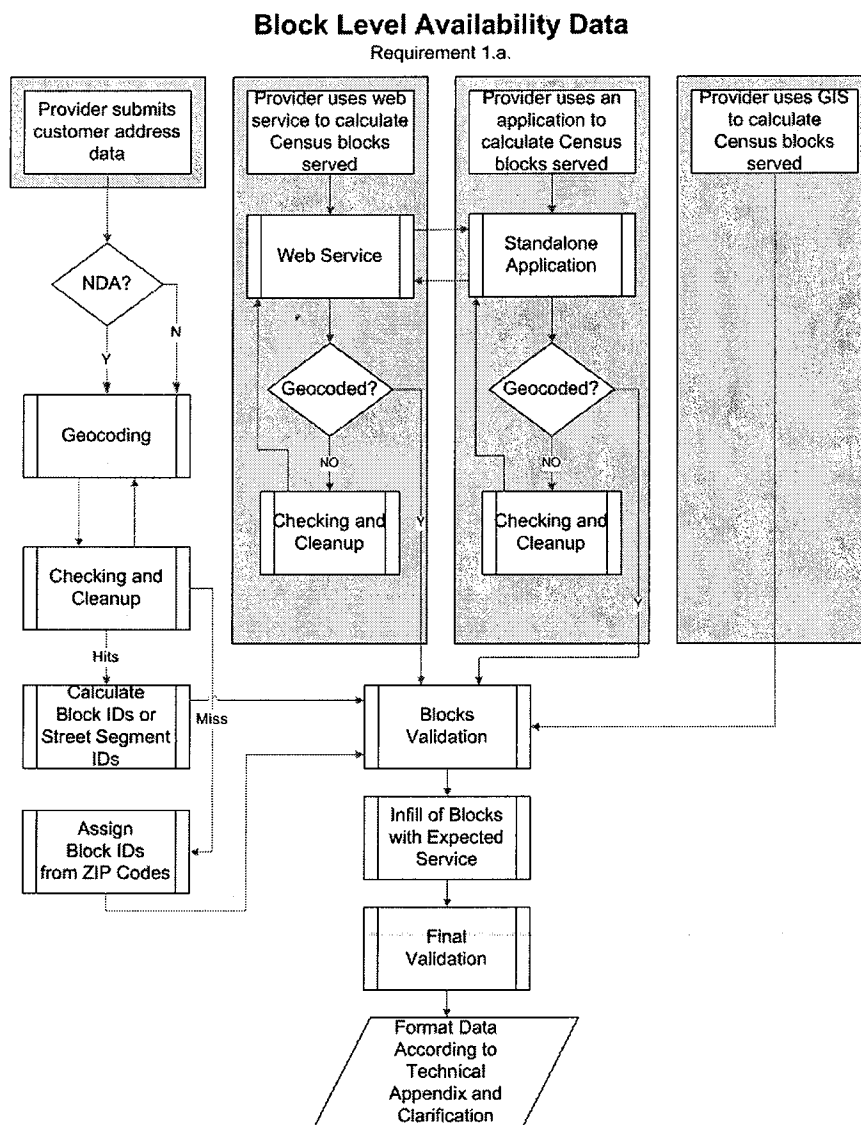 Block Level Availability Data
Requirement 1.a.
Provider submits
customer address
data
Provider uses web
service to calculate
Census blocks
served
Provider uses an
application to
calculate Census
blocks served
Provider uses GIS
to calculate
Census blocks
served
NDA?
N
Y
Web Service
Standalone
Application
Geocoding
Geocoded?
Geocoded?
NO
NO
Checking and
Cleanup
Checking and
Cleanup
Y
Y
Checking and
Cleanup
Hits
Miss
Calculate
Block IDs or
Street Segment
IDs
Blocks
Validation
Assign
Block IDs
from ZIP Codes
Infill of Blocks
with Expected
Service
Final
Validation
Format Data
According to
Technical
Appendix and
Clarification